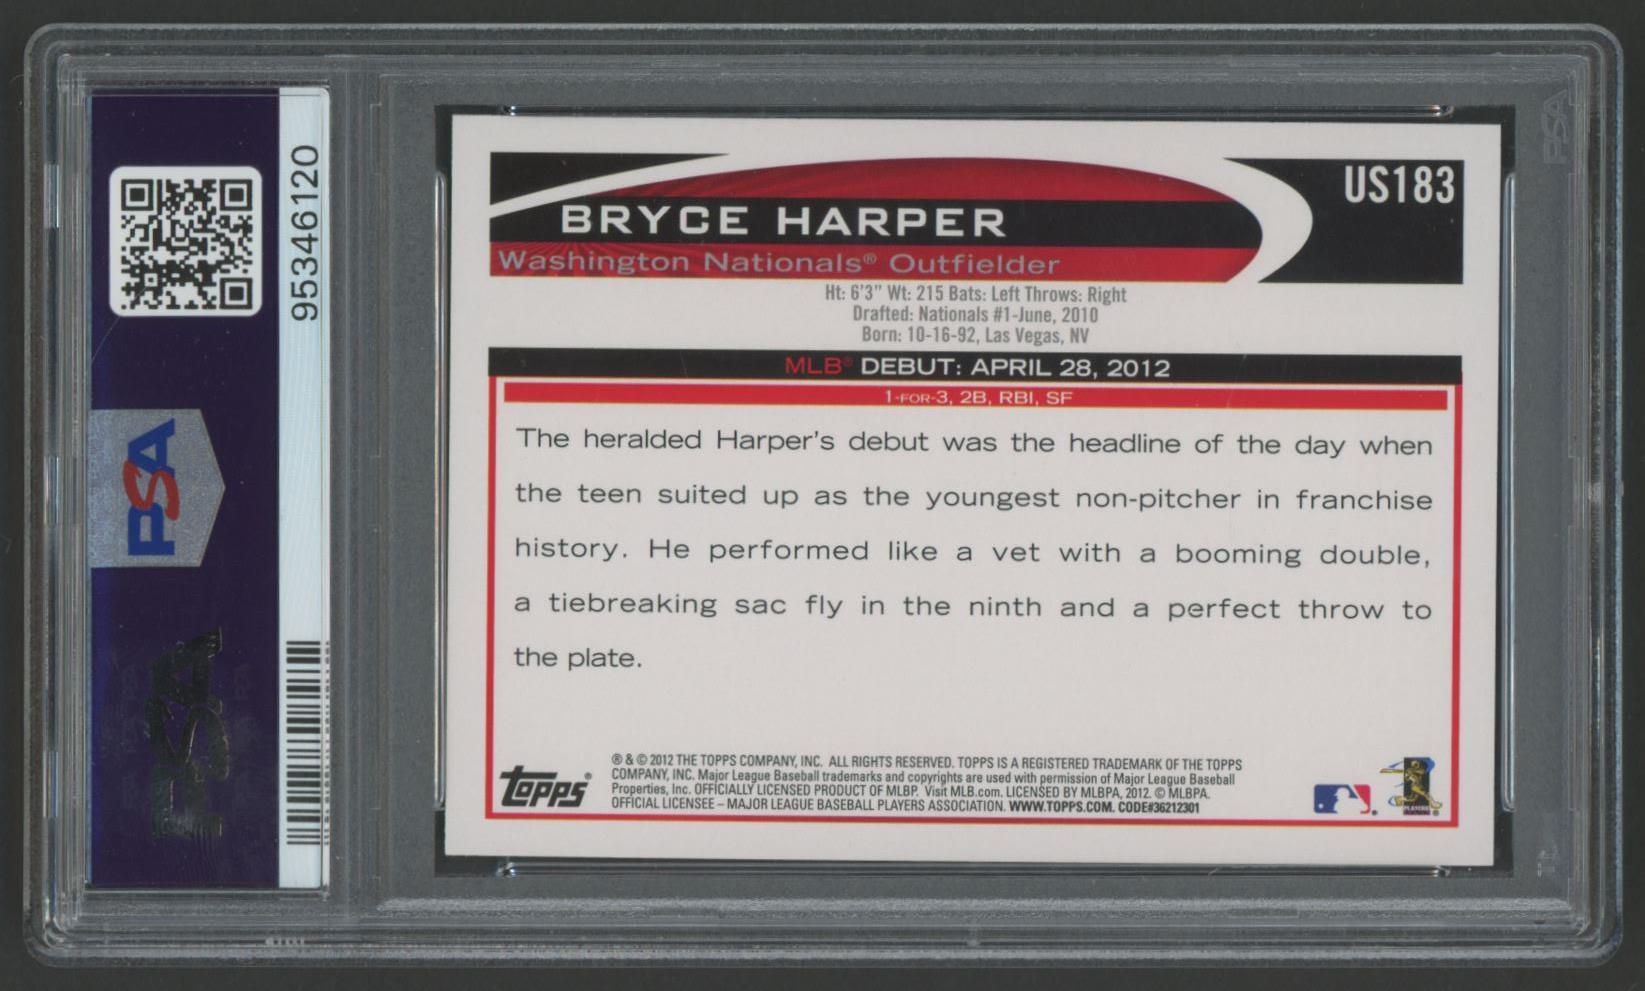 95346120
PSA
PSA
US183
BRYCE HARPER
Washington Nationals® Outfielder
Ht: 6'3" Wt: 215 Bats: Left Throws: Right
Drafted: Nationals #1-June, 2010
Born: 10-16-92, Las Vegas, NV
MLB® DEBUT: APRIL 28, 2012
1-FOR-3, 2B, RBI, SF
The heralded Harper's debut was the headline of the day when
the teen suited up as the youngest non-pitcher in franchise
history. He performed like a vet with a booming double,
a tiebreaking sac fly in the ninth and a perfect throw to
the plate.
topps®
® & © 2012 THE TOPPS COMPANY, INC. ALL RIGHTS RESERVED. TOPPS IS A REGISTERED TRADEMARK OF THE TOPPS
COMPANY, INC. Major League Baseball trademarks and copyrights are used with permission of Major League Baseball
Properties, Inc. OFFICIALLY LICENSED PRODUCT OF MLBP. Visit MLB.com. LICENSED BY MLBPA, 2012. © MLBPA.
OFFICIAL LICENSEE – MAJOR LEAGUE BASEBALL PLAYERS ASSOCIATION. WWW.TOPPS.COM. CODE#36212301
PSA